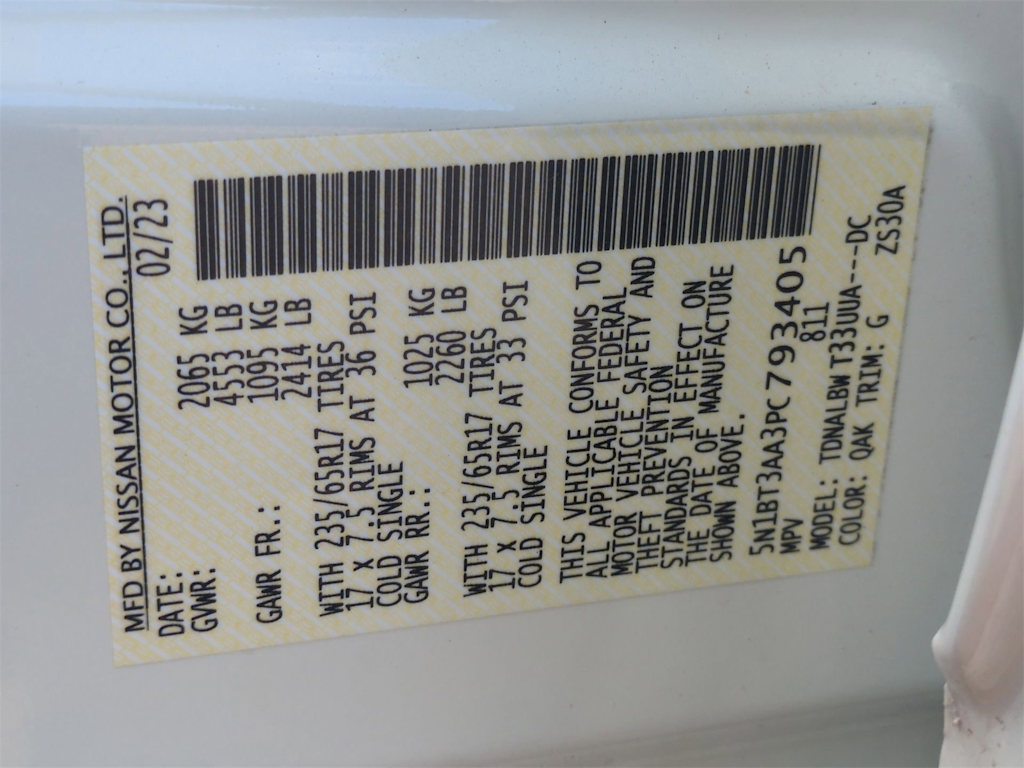 MFD BY NISSAN MOTOR CO., LTD.
DATE: 02/23
GVWR: 2065 KG
4553 LB
GAWR FR.: 1095 KG
2414 LB
WITH 235/65R17 TIRES
17 x 7.5 RIMS AT 36 PSI
COLD SINGLE
GAWR RR.: 1025 KG
2260 LB
WITH 235/65R17 TIRES
17 x 7.5 RIMS AT 33 PSI
COLD SINGLE
THIS VEHICLE CONFORMS TO
ALL APPLICABLE FEDERAL
MOTOR VEHICLE SAFETY AND
THEFT PREVENTION
STANDARDS IN EFFECT ON
THE DATE OF MANUFACTURE
SHOWN ABOVE.
5N1BT3AA3PC793405
MPV 811
MODEL: TDNALBWT33UUA---DC
COLOR: QAK TRIM: G ZS30A